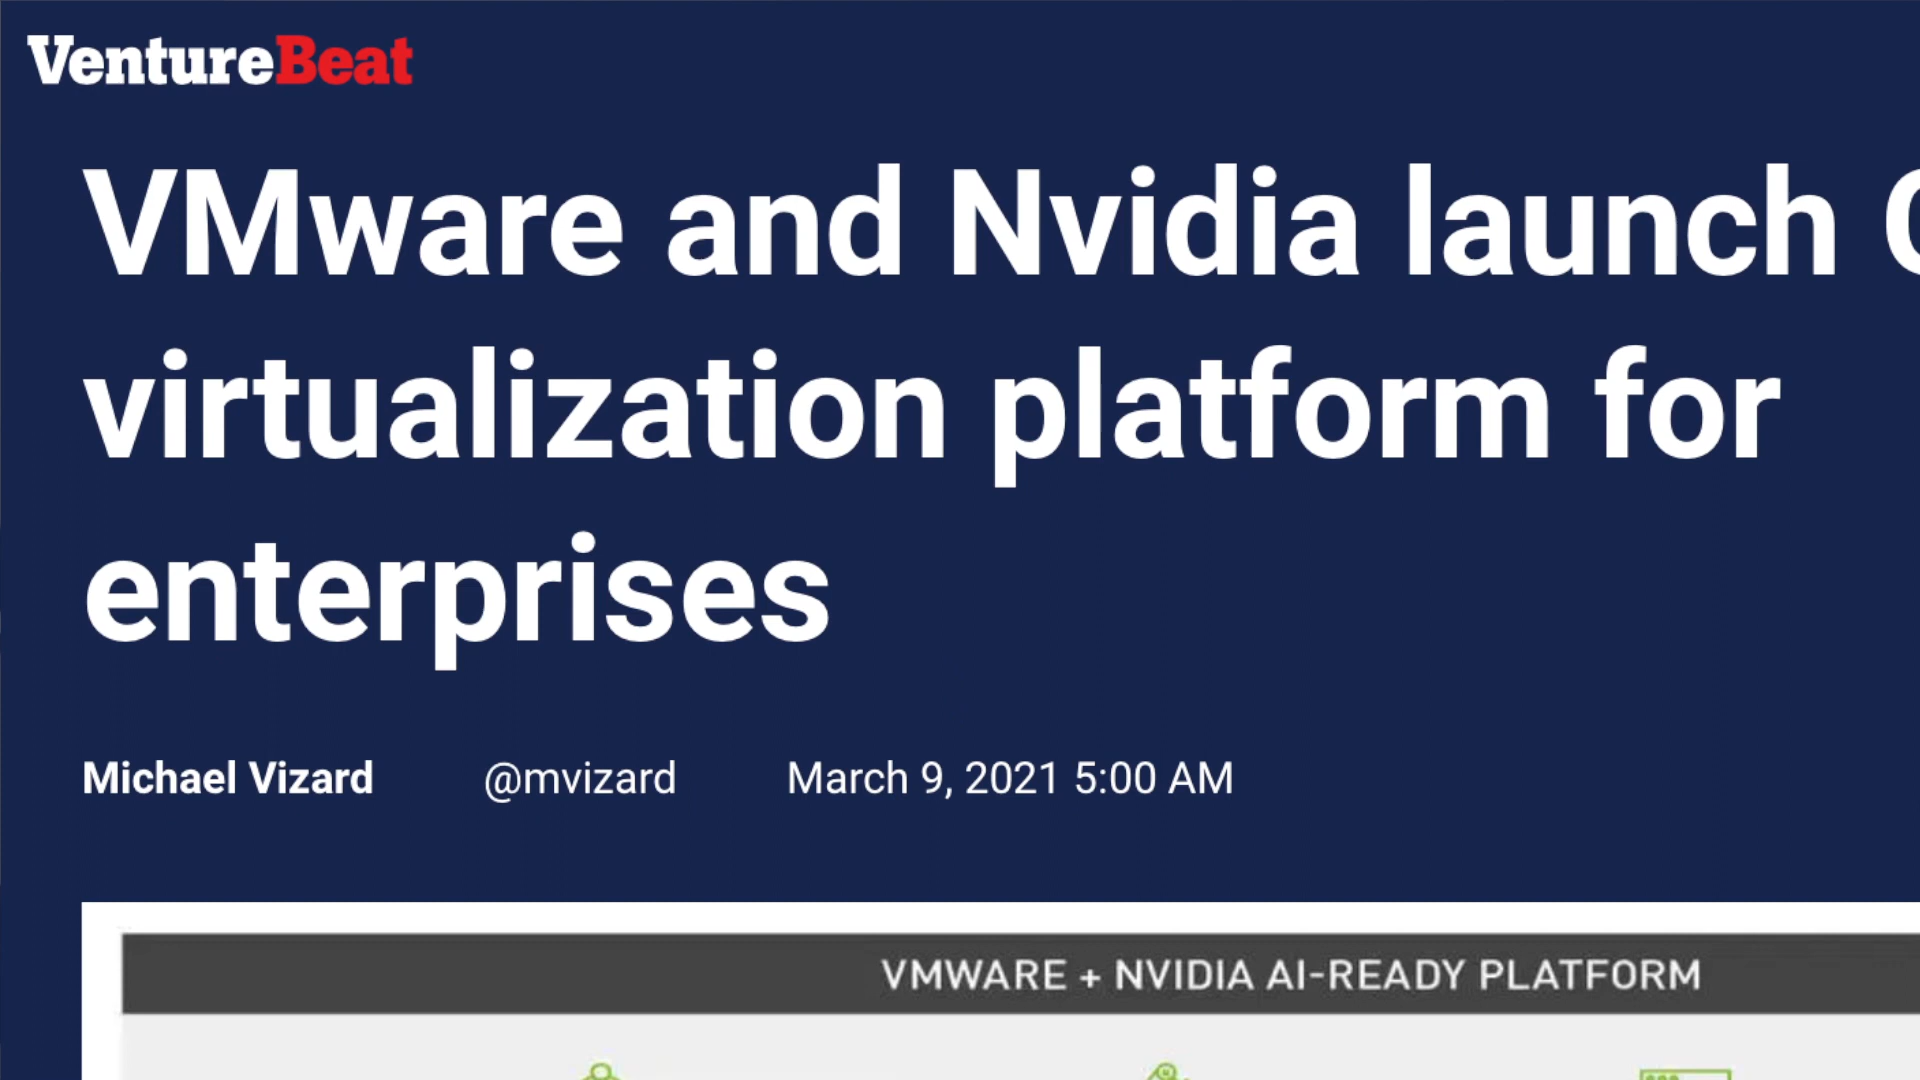 VentureBeat
VMware and Nvidia launch
virtualization platform for
enterprises
Michael Vizard @mvizard March 9, 2021 5:00 AM
VMWARE + NVIDIA AI-READY PLATFORM